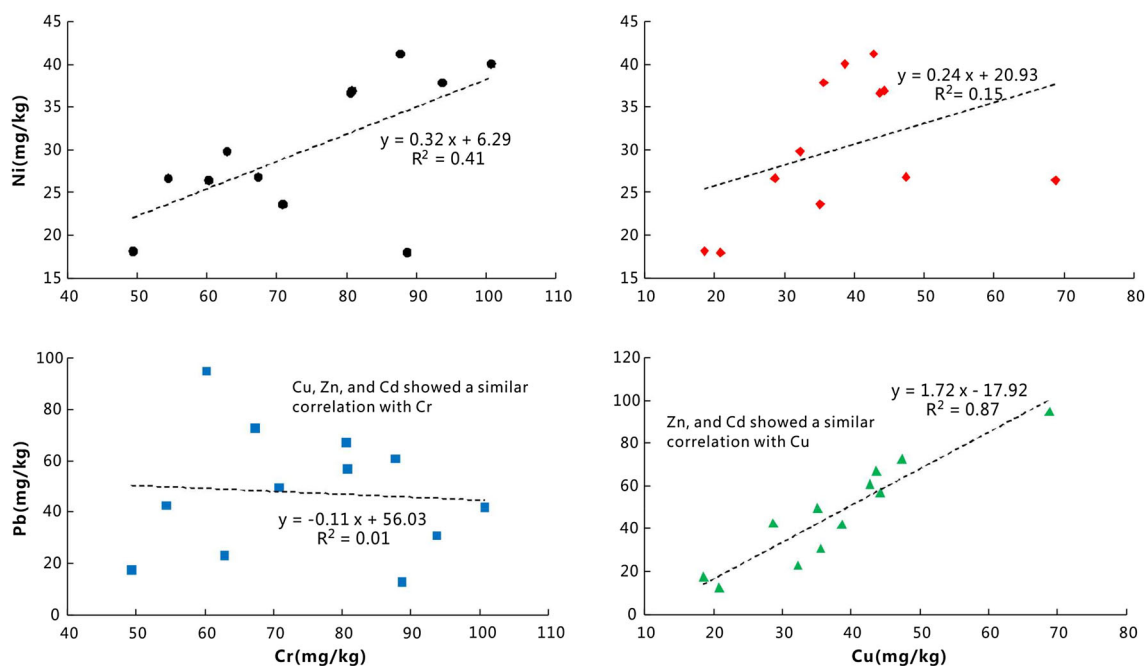 45
40
35
30
25
20
15
Ni(mg/kg)
y = 0.32 x + 6.29
R² = 0.41
40 50 60 70 80 90 100 110
45
40
35
30
25
20
15
y = 0.24 x + 20.93
R²= 0.15
10 20 30 40 50 60 70 80
100
80
60
40
20
0
Pb(mg/kg)
Cu, Zn, and Cd showed a similar
correlation with Cr
y = -0.11 x + 56.03
R² = 0.01
40 50 60 70 80 90 100 110
Cr(mg/kg)
120
100
80
60
40
20
0
y = 1.72 x - 17.92
R² = 0.87
Zn, and Cd showed a similar
correlation with Cu
10 20 30 40 50 60 70 80
Cu(mg/kg)